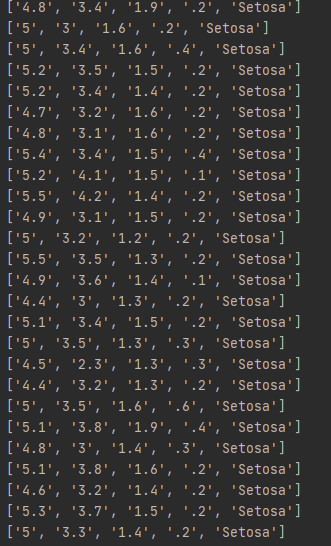 ['4.8', '3.4', '1.9', '.2', 'Setosa']
['5', '3', '1.6', '.2', 'Setosa']
['5', '3.4', '1.6', '.4', 'Setosa']
['5.2', '3.5', '1.5', '.2', 'Setosa']
['5.2', '3.4', '1.4', '.2', 'Setosa']
['4.7', '3.2', '1.6', '.2', 'Setosa']
['4.8', '3.1', '1.6', '.2', 'Setosa']
['5.4', '3.4', '1.5', '.4', 'Setosa']
['5.2', '4.1', '1.5', '.1', 'Setosa']
['5.5', '4.2', '1.4', '.2', 'Setosa']
['4.9', '3.1', '1.5', '.2', 'Setosa']
['5', '3.2', '1.2', '.2', 'Setosa']
['5.5', '3.5', '1.3', '.2', 'Setosa']
['4.9', '3.6', '1.4', '.1', 'Setosa']
['4.4', '3', '1.3', '.2', 'Setosa']
['5.1', '3.4', '1.5', '.2', 'Setosa']
['5', '3.5', '1.3', '.3', 'Setosa']
['4.5', '2.3', '1.3', '.3', 'Setosa']
['4.4', '3.2', '1.3', '.2', 'Setosa']
['5', '3.5', '1.6', '.6', 'Setosa']
['5.1', '3.8', '1.9', '.4', 'Setosa']
['4.8', '3', '1.4', '.3', 'Setosa']
['5.1', '3.8', '1.6', '.2', 'Setosa']
['4.6', '3.2', '1.4', '.2', 'Setosa']
['5.3', '3.7', '1.5', '.2', 'Setosa']
['5', '3.3', '1.4', '.2', 'Setosa']